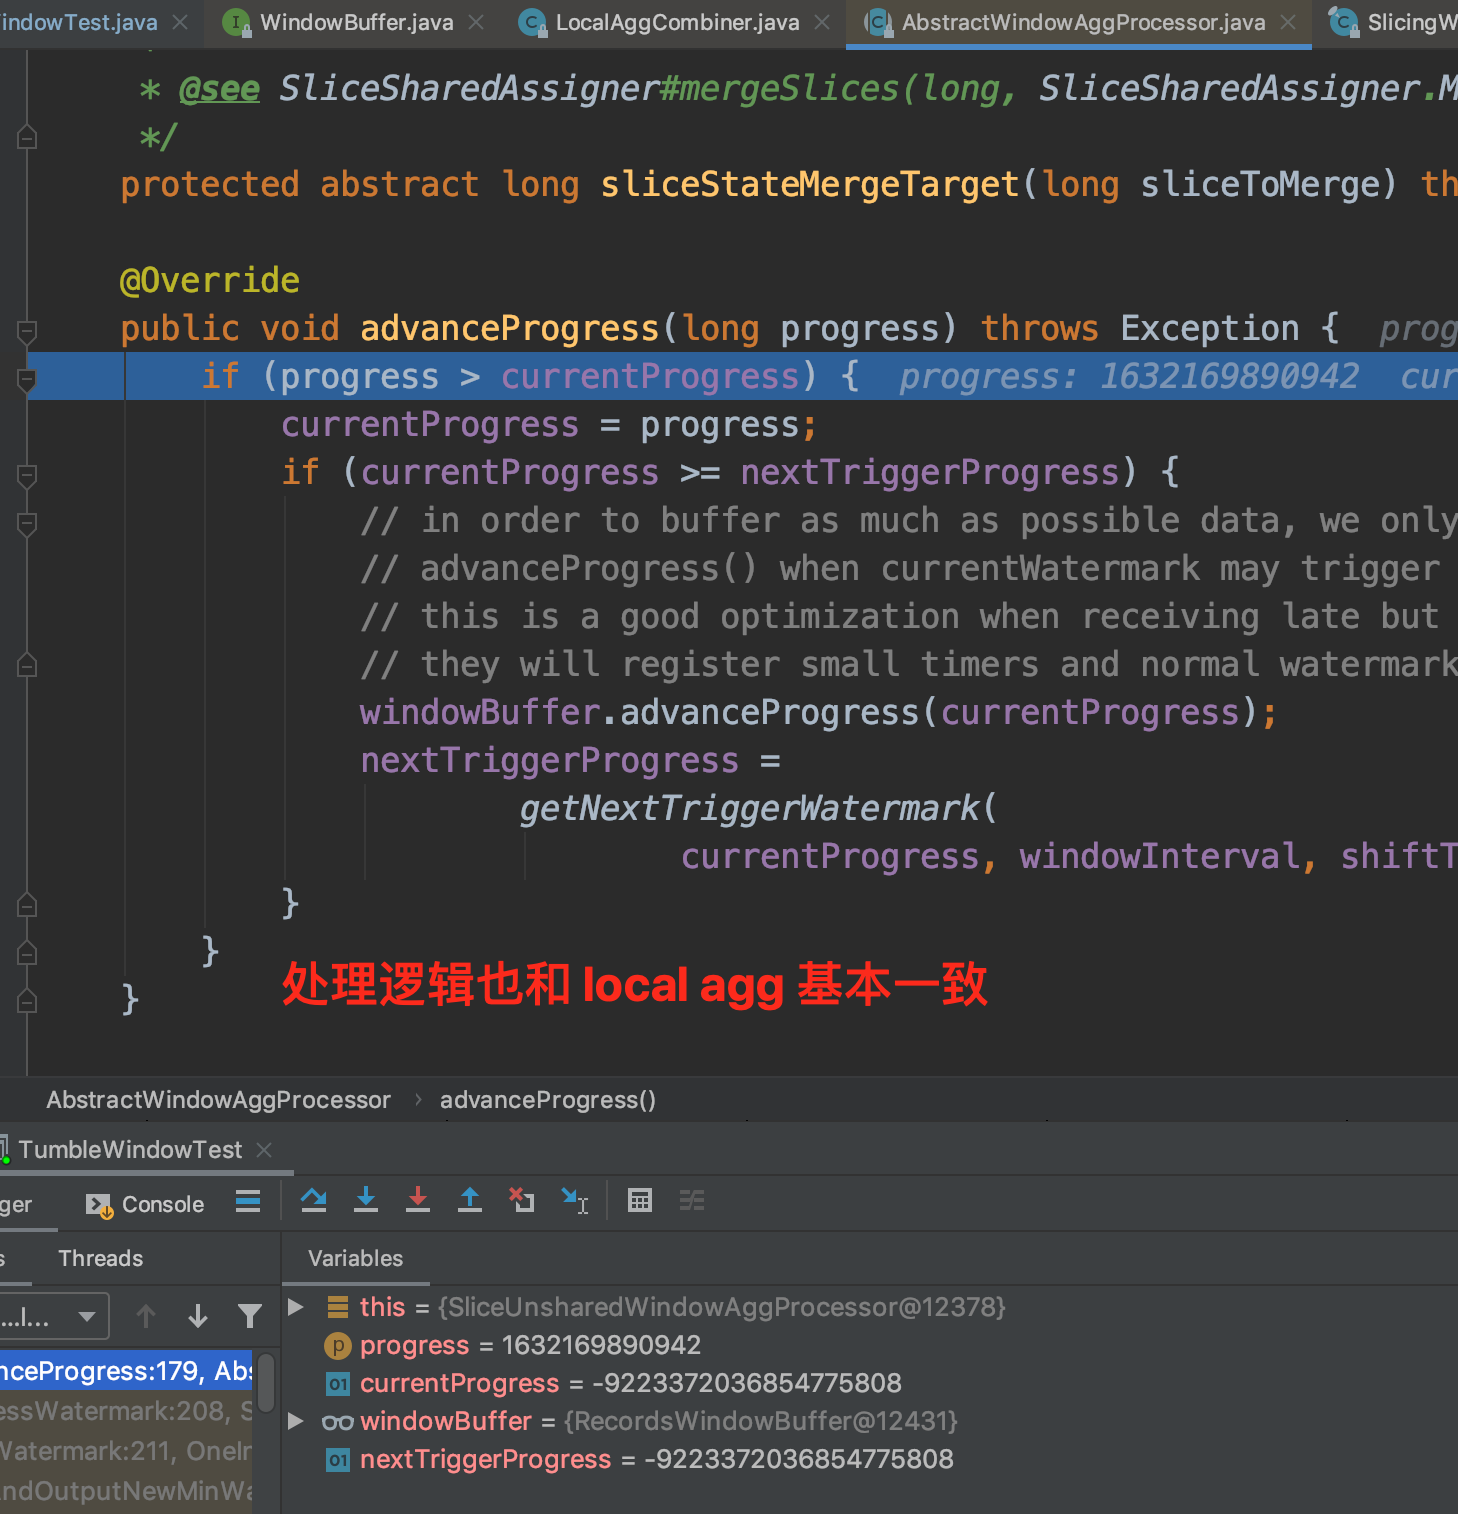 indowTest.java
WindowBuffer.java
LocalAggCombiner.java
AbstractWindowAggProcessor.java
SlicingW
* @see SliceSharedAssigner#mergeSlices(long, SliceSharedAssigner.M
*/
protected abstract long sliceStateMergeTarget(long sliceToMerge) th
@Override
public void advanceProgress(long progress) throws Exception { prog
if (progress > currentProgress) { progress: 1632169890942 cur
currentProgress = progress;
if (currentProgress >= nextTriggerProgress) {
// in order to buffer as much as possible data, we only
// advanceProgress() when currentWatermark may trigger
// this is a good optimization when receiving late but
// they will register small timers and normal watermark
windowBuffer.advanceProgress(currentProgress);
nextTriggerProgress =
getNextTriggerWatermark(
currentProgress, windowInterval, shiftT
}
}
处理逻辑也和 local agg 基本一致
}
AbstractWindowAggProcessor › advanceProgress()
TumbleWindowTest
ger
Console
s
Threads
Variables
...l...
this = {SliceUnsharedWindowAggProcessor@12378}
progress = 1632169890942
nceProgress:179, Abs
currentProgress = -9223372036854775808
essWatermark:208, S
windowBuffer = {RecordsWindowBuffer@12431}
Watermark:211, OneIn
nextTriggerProgress = -9223372036854775808
AndOutputNewMinWa